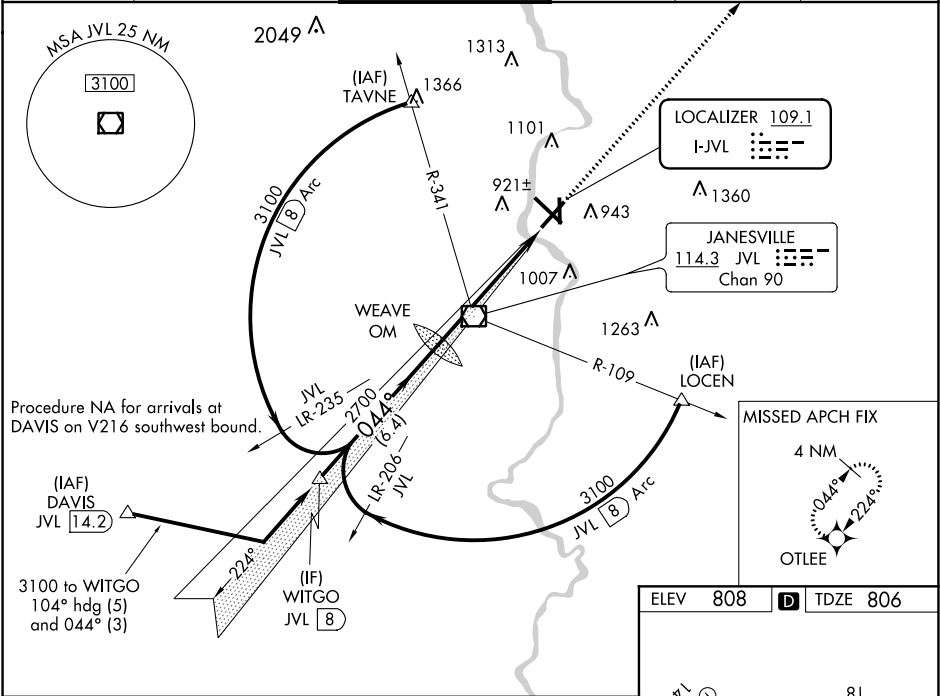 MSA JVL 25 NM
3100
2049
1313
(IAF)
TAVNE
1366
1101
LOCALIZER 109.1
I-JVL
921±
943
1360
R-341
3100
JVL 8 Arc
JANESVILLE
114.3 JVL
Chan 90
1007
WEAVE
OM
1263
R-109
(IAF)
LOCEN
JVL
LR-235
2700
044°
(6.4)
LR-206
JVL
Procedure NA for arrivals at
DAVIS on V216 southwest bound.
3100
JVL 8 Arc
MISSED APCH FIX
4 NM
044°
224°
OTLEE
(IAF)
DAVIS
JVL 14.2
224°
3100 to WITGO
104° hdg (5)
and 044° (3)
(IF)
WITGO
JVL 8
ELEV 808 D TDZE 806
14
18